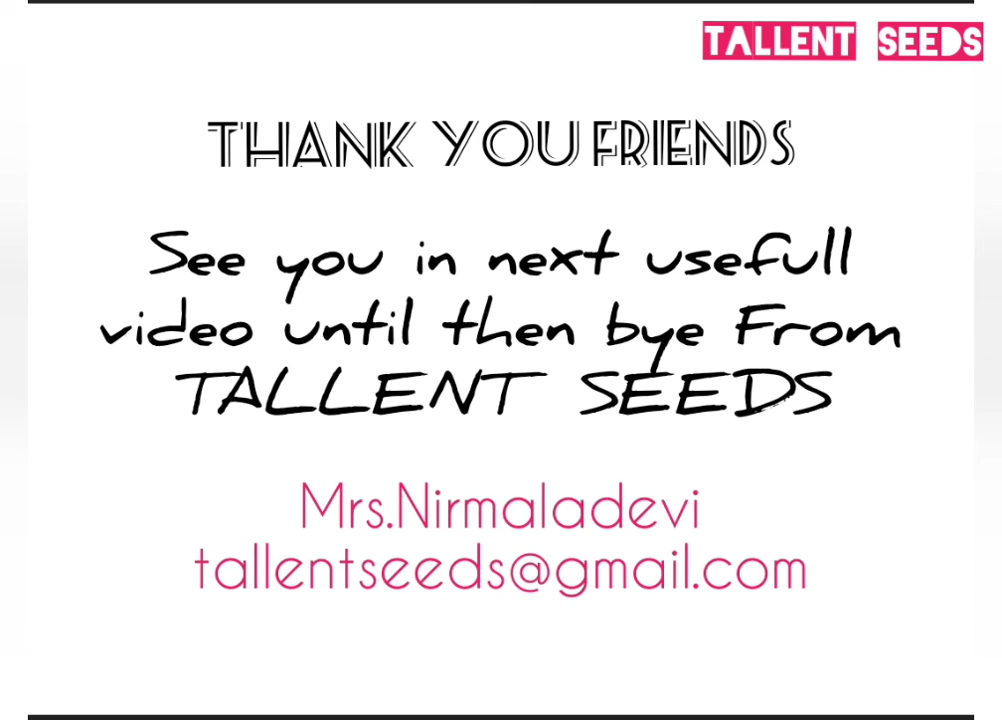 TALLENT SEEDS
THANK YOU FRIENDS
See you in next usefull
video until then bye From
TALLENT SEEDS
Mrs.Nirmaladevi
tallentseeds@gmail.com